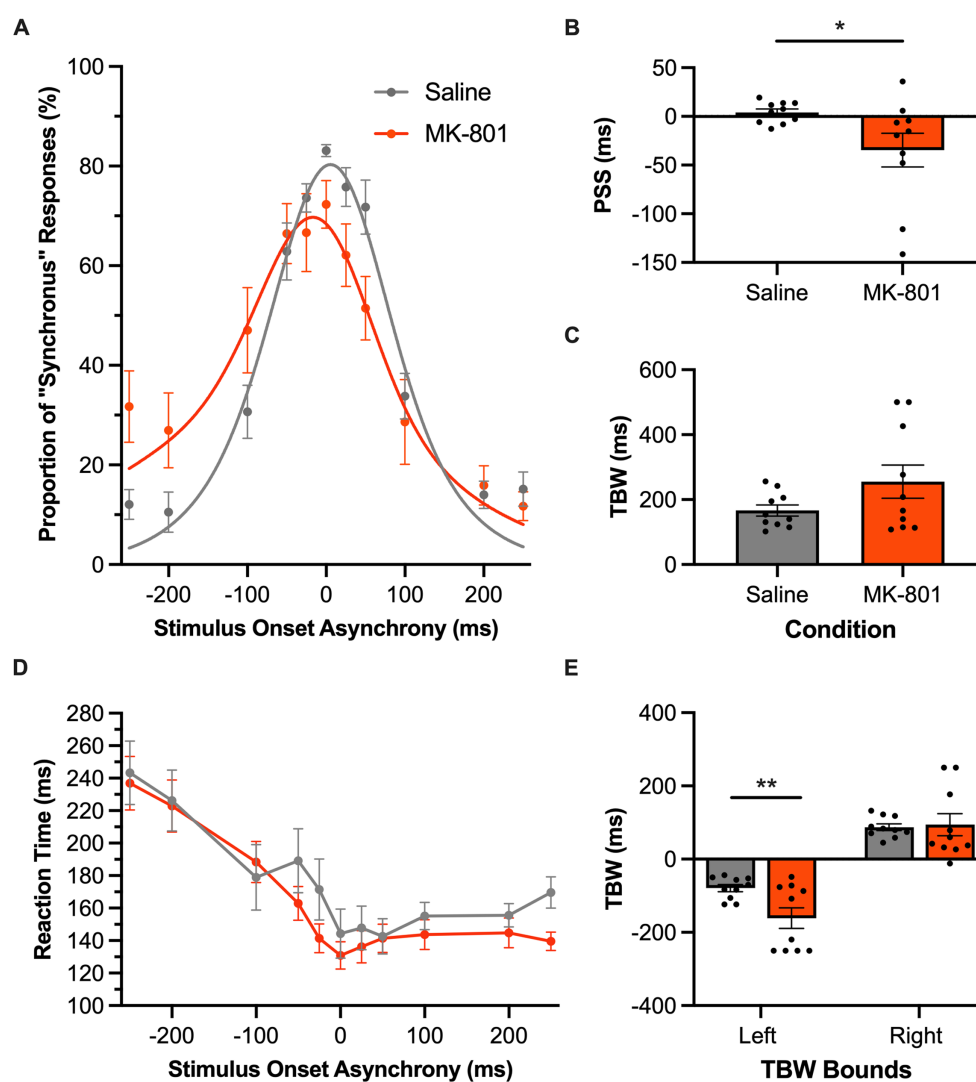 A
Proportion of "Synchronus" Responses (%)
100
80
60
40
20
0
Saline
MK-801
-200
-100
0
100
200
Stimulus Onset Asynchrony (ms)
B
*
PSS (ms)
50
0
-50
-100
-150
Saline
MK-801
C
TBW (ms)
600
400
200
0
Saline
MK-801
Condition
D
Reaction Time (ms)
280
260
240
220
200
180
160
140
120
100
-200
-100
0
100
200
Stimulus Onset Asynchrony (ms)
E
**
TBW (ms)
400
200
0
-200
-400
Left
Right
TBW Bounds